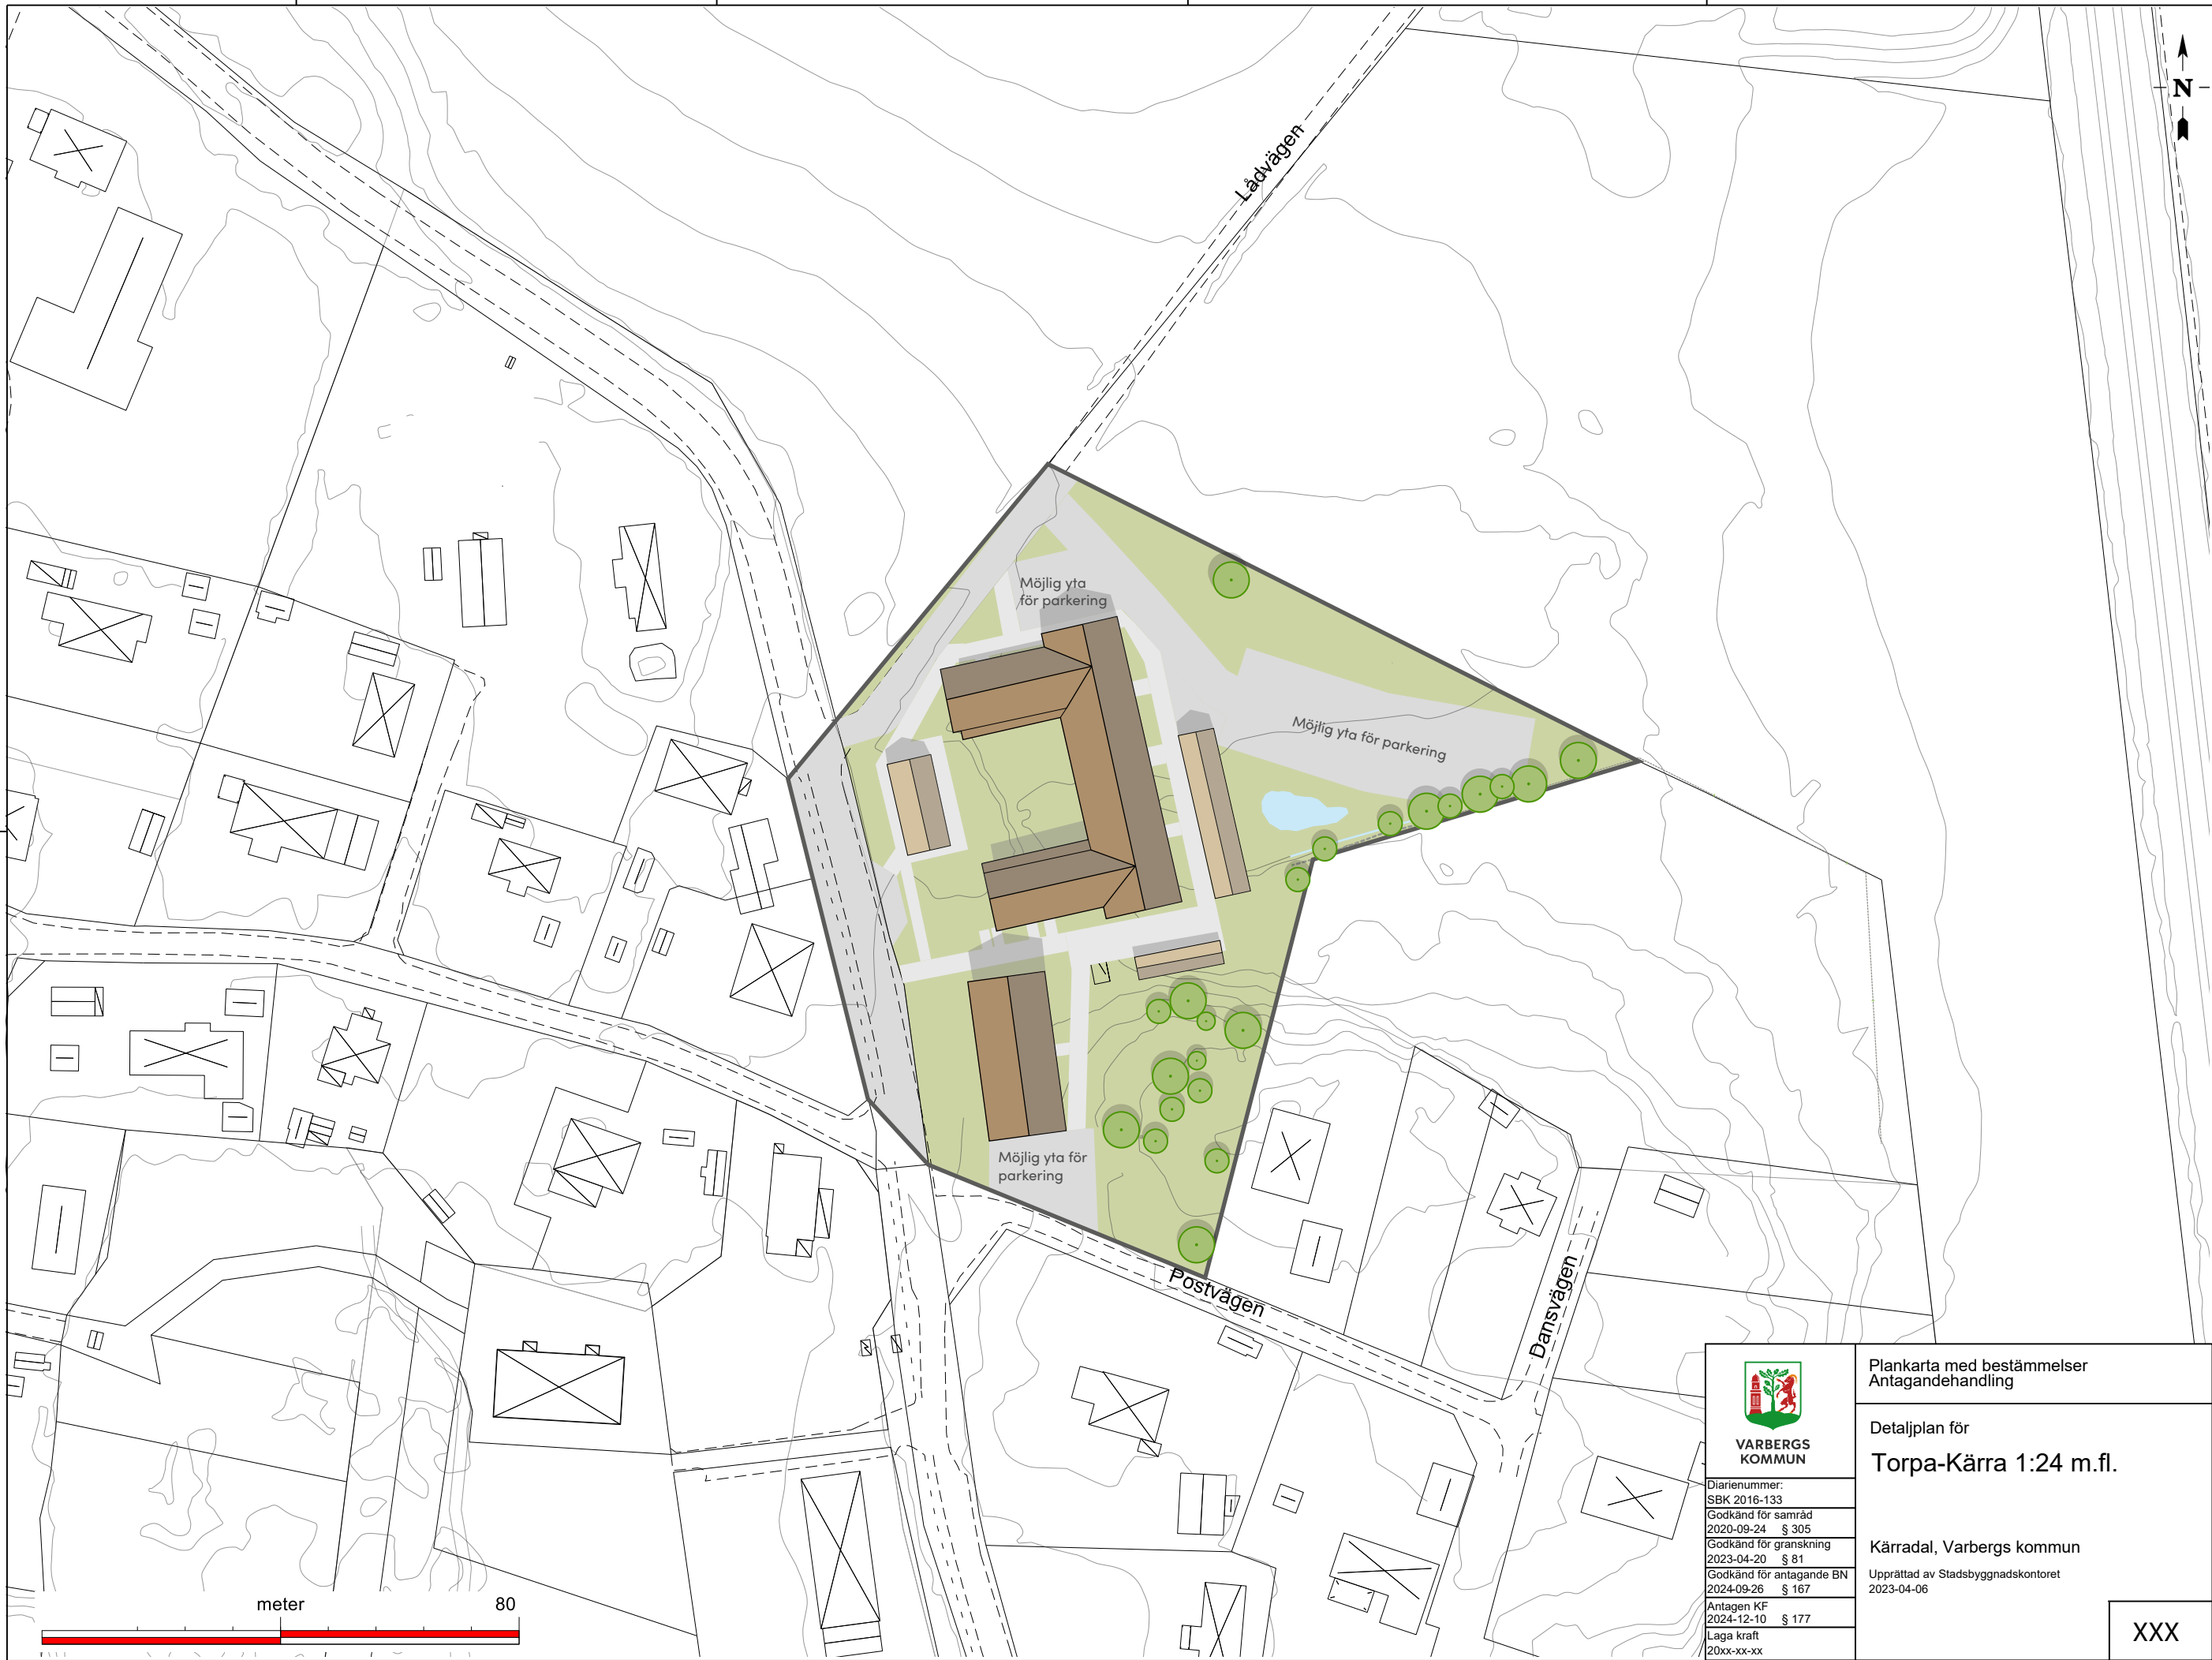 N
Lådvägen
Möjlig yta
för parkering
Möjlig yta för parkering
Möjlig yta för
parkering
Postvägen
Dansvägen
meter
80
VARBERGS
KOMMUN
Diarienummer:
SBK 2016-133
Godkänd för samråd
2020-09-24 § 305
Godkänd för granskning
2023-04-20 § 81
Godkänd för antagande BN
2024-09-26 § 167
Antagen KF
2024-12-10 § 177
Laga kraft
20xx-xx-xx
Plankarta med bestämmelser
Antagandehandling
Detaljplan för
Torpa-Kärra 1:24 m.fl.
Kärradal, Varbergs kommun
Upprättad av Stadsbyggnadskontoret
2023-04-06
XXX